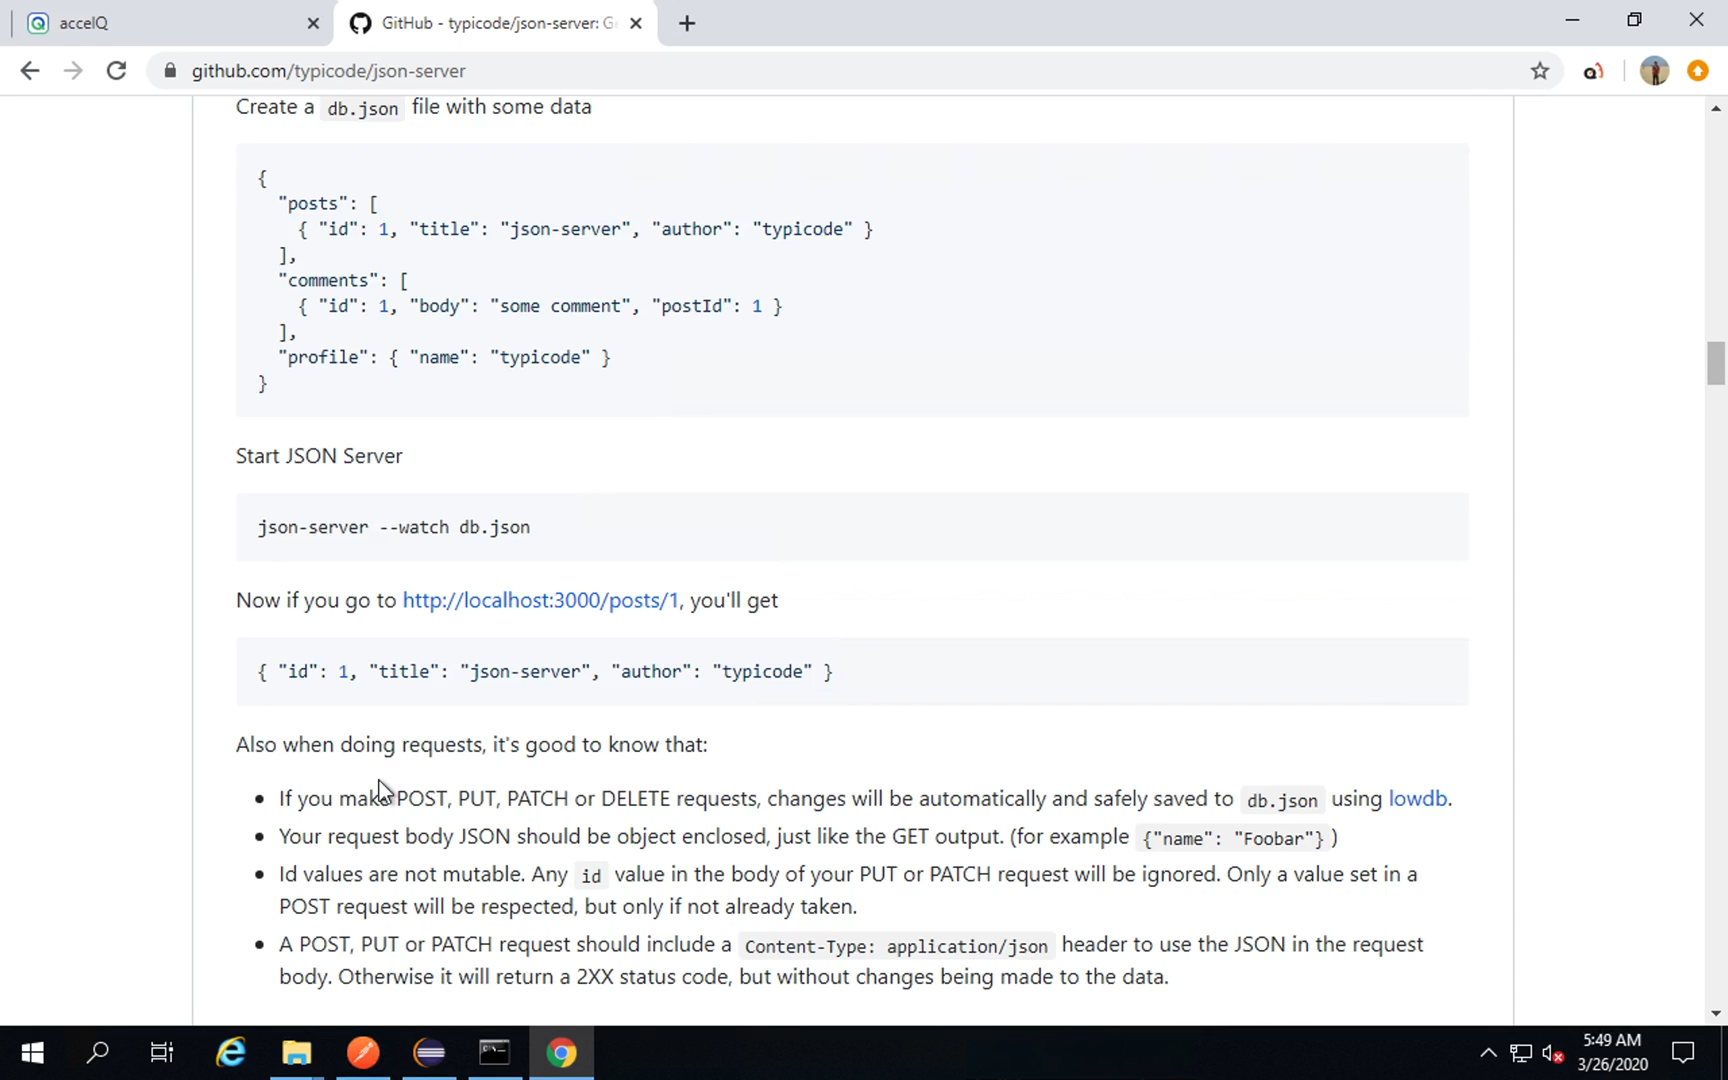 accelQ
GitHub - typicode/json-server: Ge
github.com/typicode/json-server
Create a db.json file with some data
{
"posts": [
{ "id": 1, "title": "json-server", "author": "typicode" }
],
"comments": [
{ "id": 1, "body": "some comment", "postId": 1 }
],
"profile": { "name": "typicode" }
}
Start JSON Server
json-server --watch db.json
Now if you go to http://localhost:3000/posts/1, you'll get
{ "id": 1, "title": "json-server", "author": "typicode" }
Also when doing requests, it's good to know that:
If you make POST, PUT, PATCH or DELETE requests, changes will be automatically and safely saved to db.json using lowdb.
Your request body JSON should be object enclosed, just like the GET output. (for example {"name": "Foobar"} )
Id values are not mutable. Any id value in the body of your PUT or PATCH request will be ignored. Only a value set in a
POST request will be respected, but only if not already taken.
A POST, PUT or PATCH request should include a Content-Type: application/json header to use the JSON in the request
body. Otherwise it will return a 2XX status code, but without changes being made to the data.
5:49 AM
3/26/2020